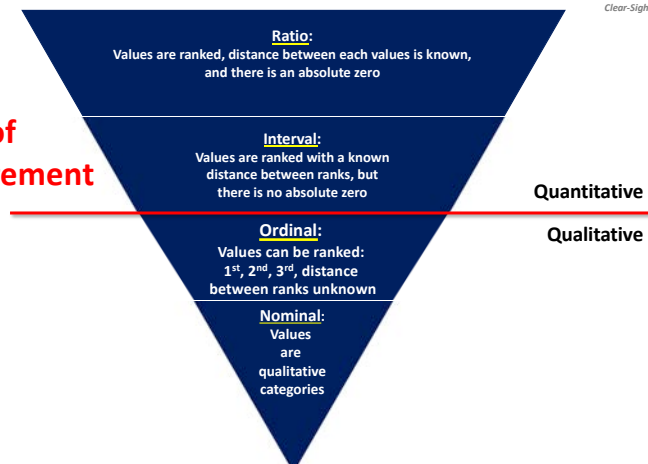 Clear-Sigh
Ratio:
Values are ranked, distance between each values is known,
and there is an absolute zero
of
ement
Interval:
Values are ranked with a known
distance between ranks, but
there is no absolute zero
Quantitative
Qualitative
Ordinal:
Values can be ranked:
1st, 2nd, 3rd, distance
between ranks unknown
Nominal:
Values
are
qualitative
categories